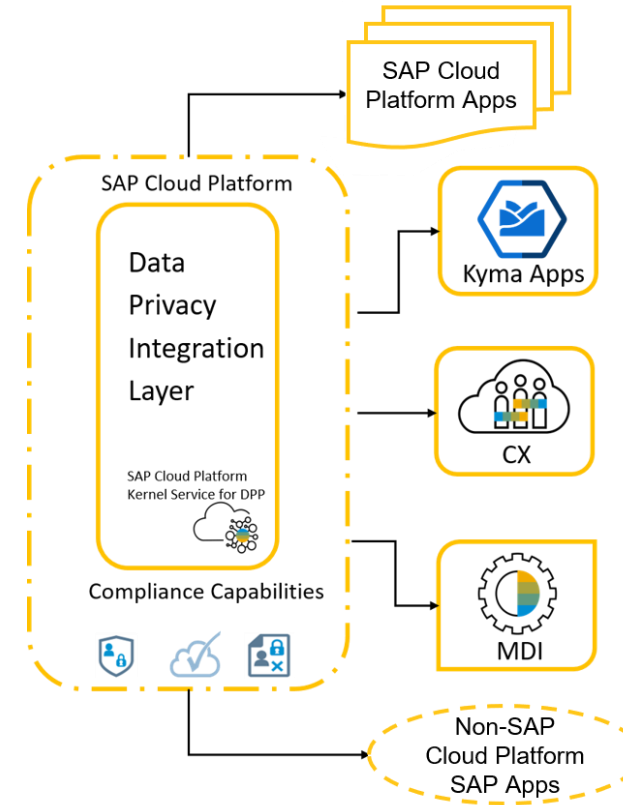 SAP Cloud
Platform Apps
SAP Cloud Platform
Data
Privacy
Integration
Layer
SAP Cloud Platform
Kernel Service for DPP
Compliance Capabilities
Kyma Apps
CX
MDI
Non-SAP
Cloud Platform
SAP Apps